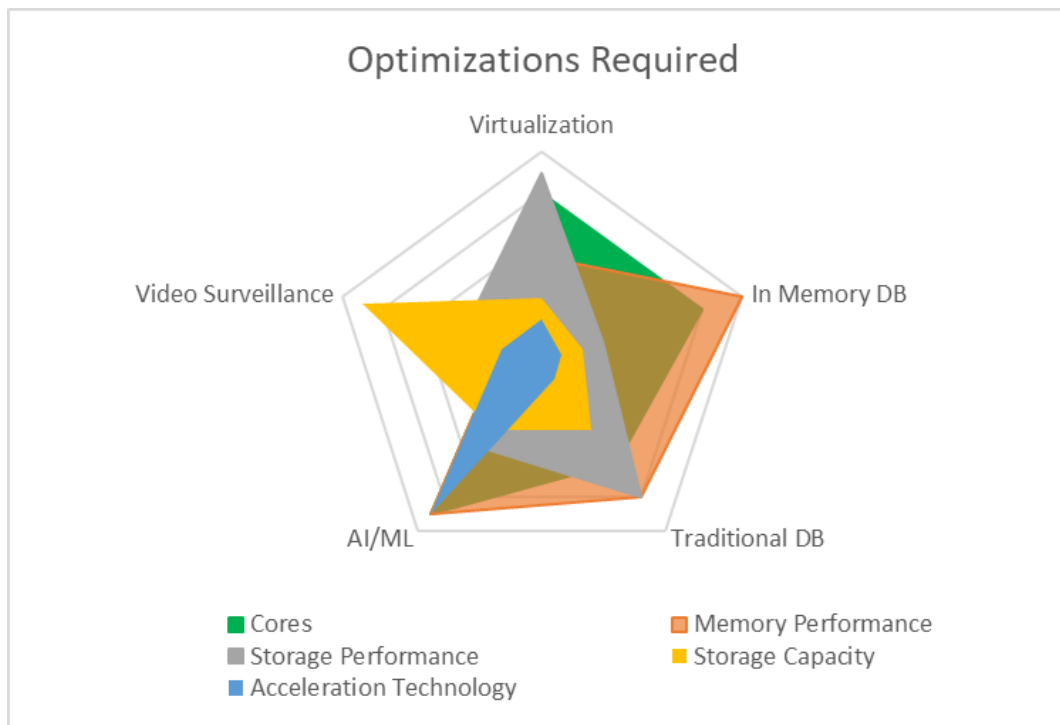 Optimizations Required
Virtualization
Video Surveillance
In Memory DB
AI/ML
Traditional DB
Cores
Memory Performance
Storage Performance
Storage Capacity
Acceleration Technology